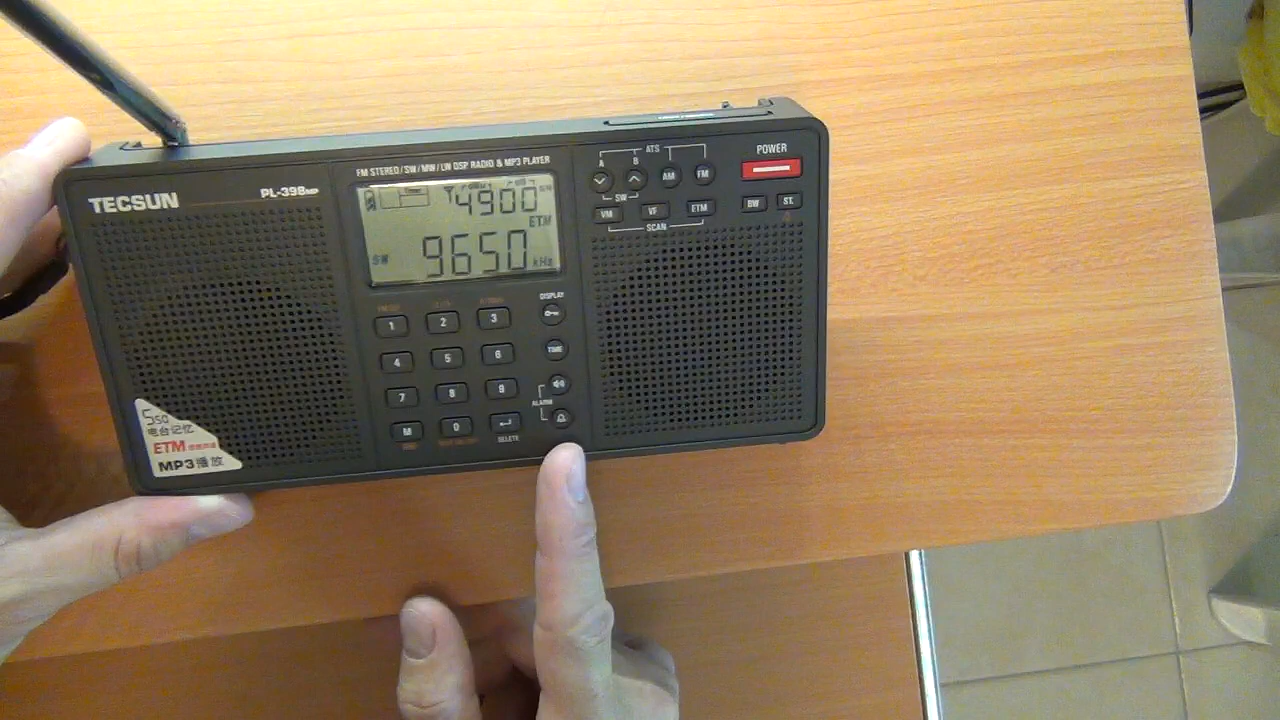 FM STEREO/SW/MW/LW DSP RADIO & MP3 PLAYER
TECSUN
PL-398MP
4900
ETM
SW
9650 kHz
ATS
A B
AM FM
SW
VM VF ETM
SCAN
POWER
BW ST.
1 2 3
4 5 6
7 8 9
M 0
DELETE
DISPLAY
TIME
ALARM
550
电台记忆
ETM
MP3播放